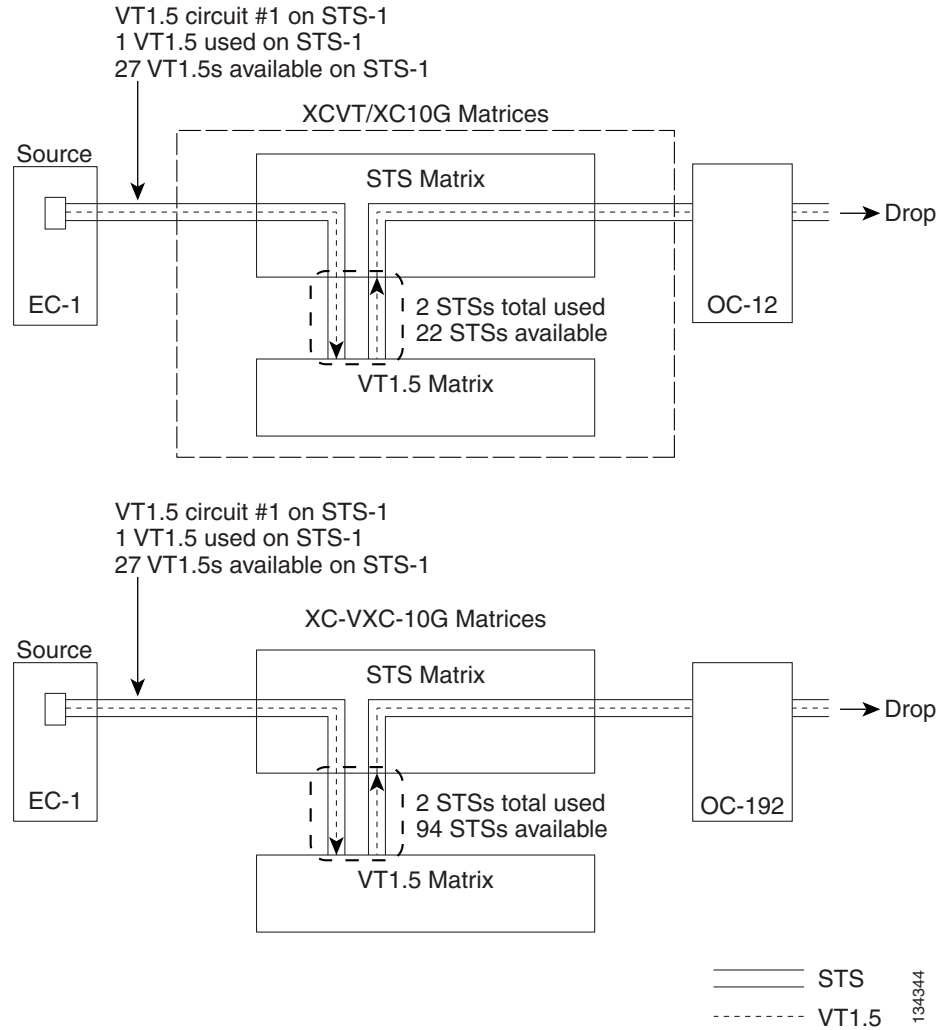 VT1.5 circuit #1 on STS-1
1 VT1.5 used on STS-1
27 VT1.5s available on STS-1
XCVT/XC10G Matrices
Source
STS Matrix
Drop
EC-1
2 STSs total used
22 STSs available
OC-12
VT1.5 Matrix
VT1.5 circuit #1 on STS-1
1 VT1.5 used on STS-1
27 VT1.5s available on STS-1
XC-VXC-10G Matrices
Source
STS Matrix
Drop
EC-1
2 STSs total used
94 STSs available
OC-192
VT1.5 Matrix
STS
VT1.5
134344